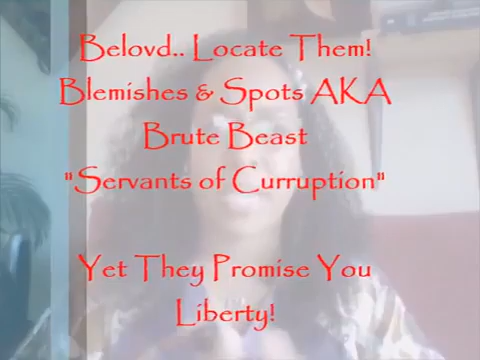 Belovd.. Locate Them!
Blemishes & Spots AKA
Brute Beast
"Servants of Curruption"
Yet They Promise You
Liberty!